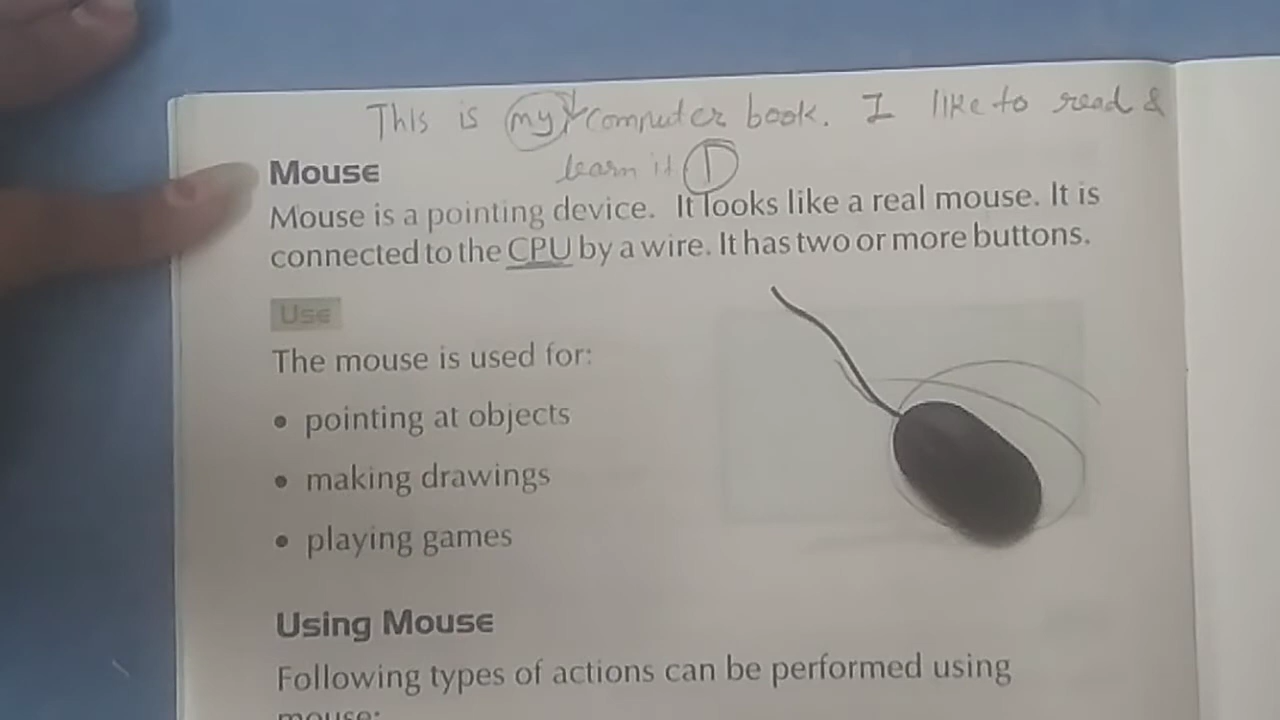 This is my computer book. I like to read &
learn it
Mouse
Mouse is a pointing device. It looks like a real mouse. It is
connected to the CPU by a wire. It has two or more buttons.
Use
The mouse is used for:
• pointing at objects
• making drawings
• playing games
Using Mouse
Following types of actions can be performed using
mouse: